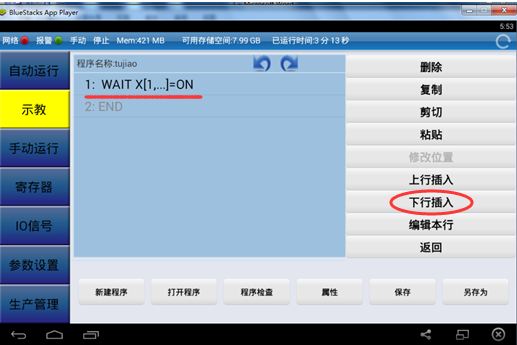 BlueStacks App Player
5:53
网络 报警 手动 停止 Mem:421 MB 可用存储空间:7.99 GB 已运行时间:3 分 13 秒
自动运行
示教
手动运行
寄存器
IO信号
参数设置
生产管理
程序名称:tujiao
1: WAIT X[1,...]=ON
2: END
删除
复制
剪切
粘贴
修改位置
上行插入
下行插入
编辑本行
返回
新建程序 打开程序 程序检查 属性 保存 另存为